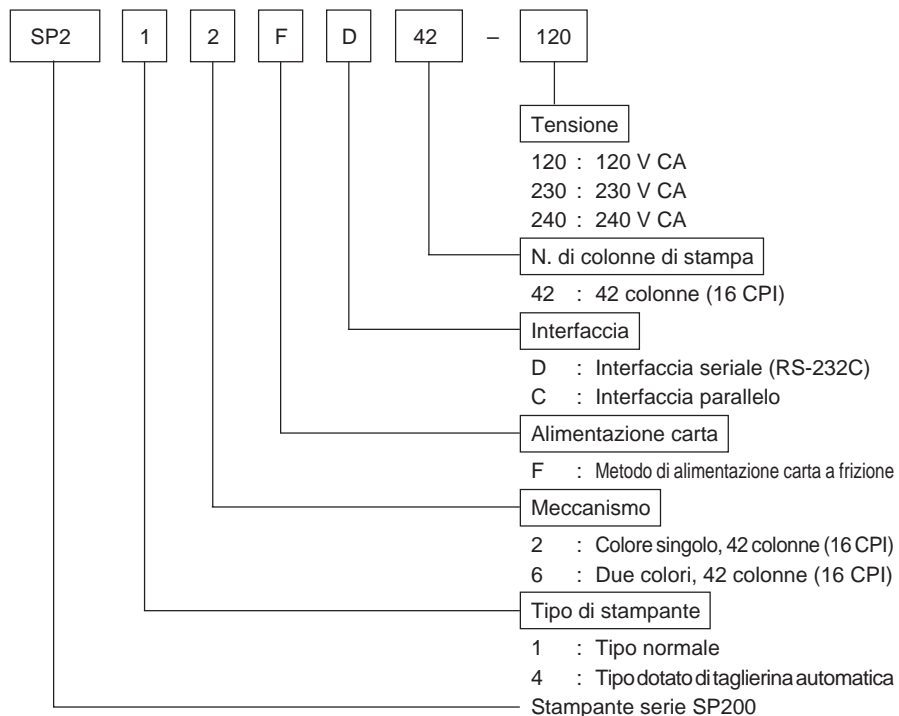 SP2 1 2 F D 42 – 120
Tensione
120 : 120 V CA
230 : 230 V CA
240 : 240 V CA
N. di colonne di stampa
42 : 42 colonne (16 CPI)
Interfaccia
D : Interfaccia seriale (RS-232C)
C : Interfaccia parallelo
Alimentazione carta
F : Metodo di alimentazione carta a frizione
Meccanismo
2 : Colore singolo, 42 colonne (16 CPI)
6 : Due colori, 42 colonne (16 CPI)
Tipo di stampante
1 : Tipo normale
4 : Tipo dotato di taglierina automatica
Stampante serie SP200